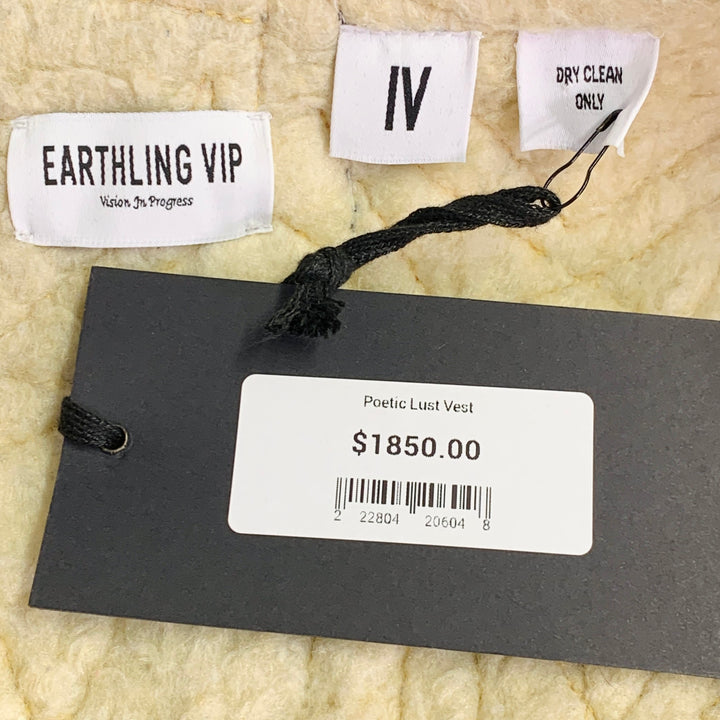 EARTHLING VIP
Vision In Progress
IV
DRY CLEAN
ONLY
Poetic Lust Vest
$1850.00
2 22804 20604 8